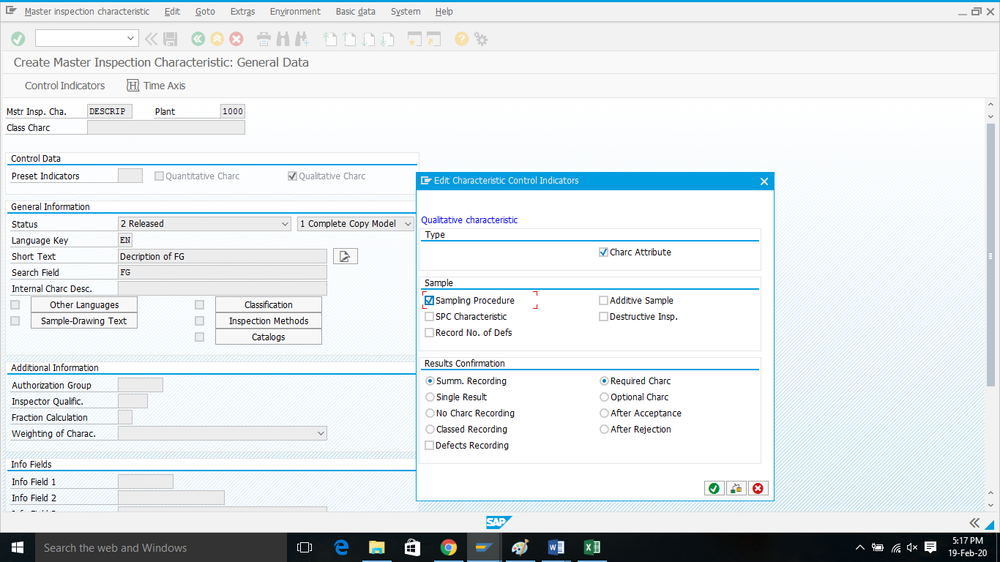 Master inspection characteristic Edit Goto Extras Environment Basic data System Help
Create Master Inspection Characteristic: General Data
Control Indicators Time Axis
Mstr Insp. Cha. DESCRIP Plant 1000
Class Charc
Control Data
Preset Indicators Quantitative Charc Qualitative Charc
General Information
Status 2 Released 1 Complete Copy Model
Language Key EN
Short Text Decription of FG
Search Field FG
Internal Charc Desc.
Other Languages Classification
Sample-Drawing Text Inspection Methods
Catalogs
Additional Information
Authorization Group
Inspector Qualific.
Fraction Calculation
Weighting of Charac.
Info Fields
Info Field 1
Info Field 2
Edit Characteristic Control Indicators
Qualitative characteristic
Type
Charc Attribute
Sample
Sampling Procedure Additive Sample
SPC Characteristic Destructive Insp.
Record No. of Defs
Results Confirmation
Summ. Recording Required Charc
Single Result Optional Charc
No Charc Recording After Acceptance
Classed Recording After Rejection
Defects Recording
SAP
Search the web and Windows
5:17 PM
19-Feb-20